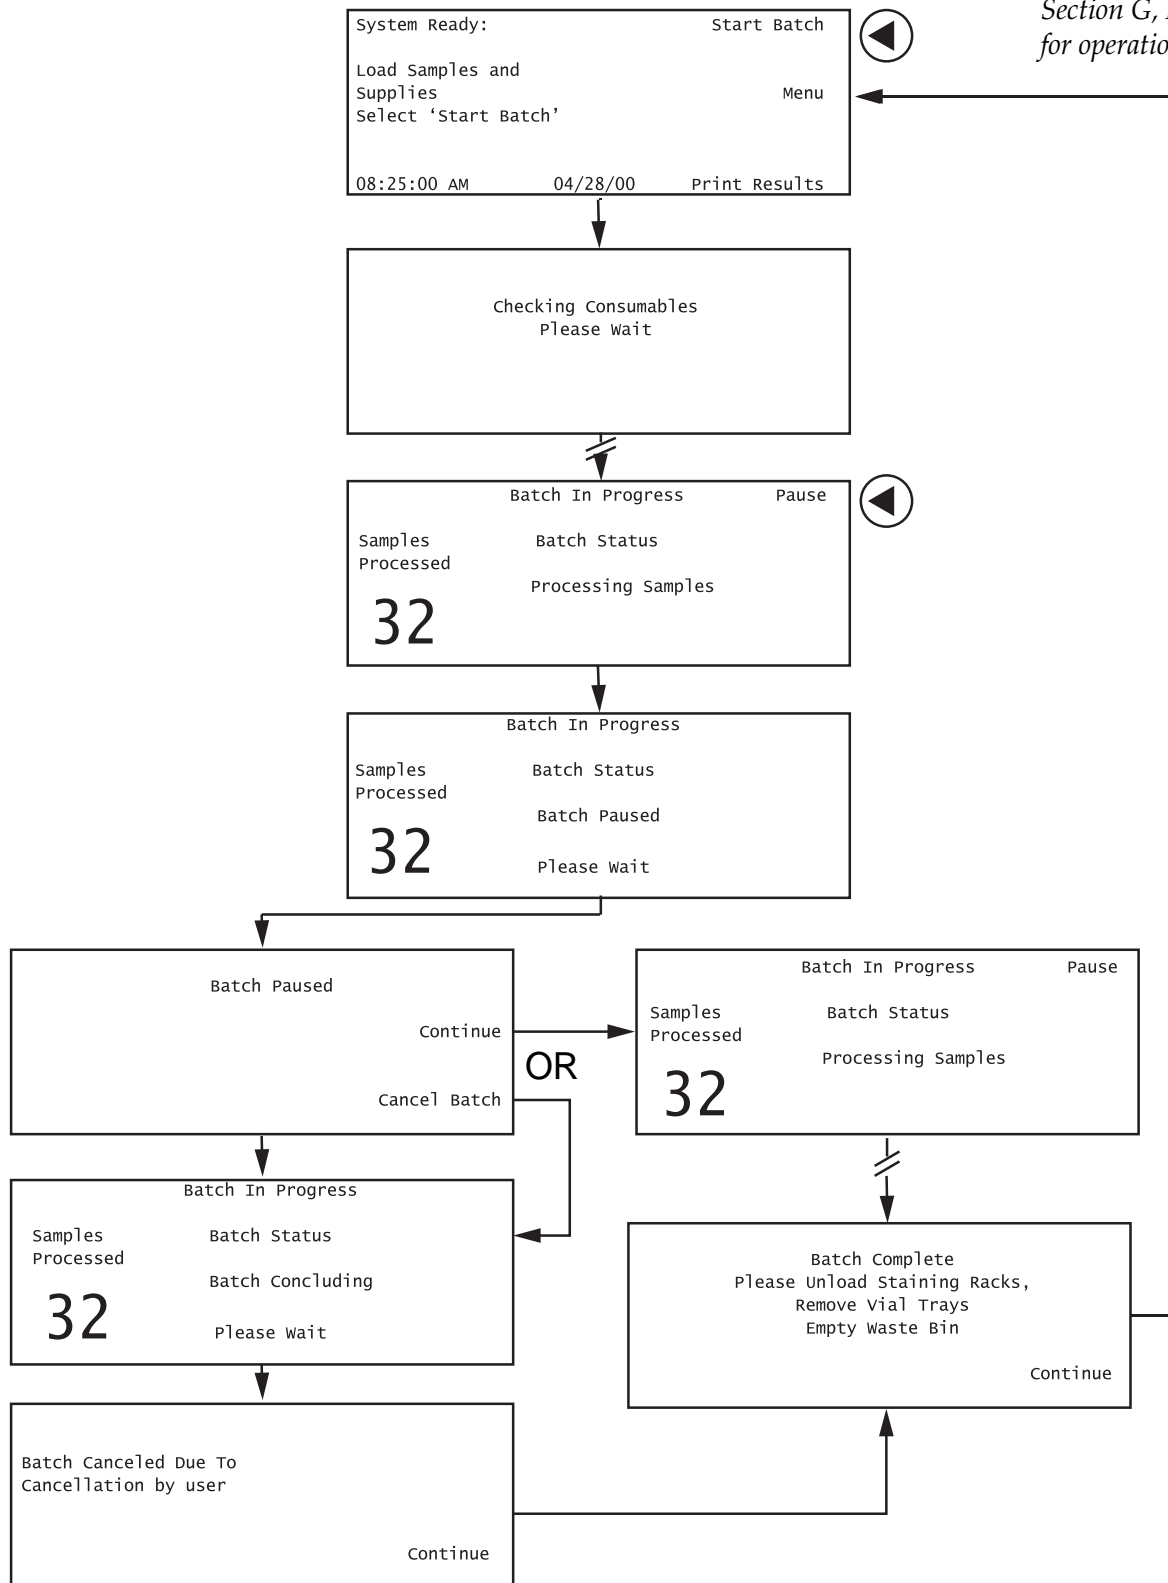 Section G,
for operatio
System Ready: Start Batch
Load Samples and
Supplies Menu
Select ‘Start Batch’
08:25:00 AM 04/28/00 Print Results
Checking Consumables
Please Wait
Batch In Progress Pause
Samples Batch Status
Processed
Processing Samples
32
Batch In Progress
Samples Batch Status
Processed
Batch Paused
32
Please Wait
Batch Paused
Continue
OR
Cancel Batch
Batch In Progress Pause
Samples Batch Status
Processed
Processing Samples
32
Batch In Progress
Samples Batch Status
Processed
Batch Concluding
32
Please Wait
Batch Complete
Please Unload Staining Racks,
Remove Vial Trays
Empty Waste Bin
Continue
Batch Canceled Due To
Cancellation by user
Continue